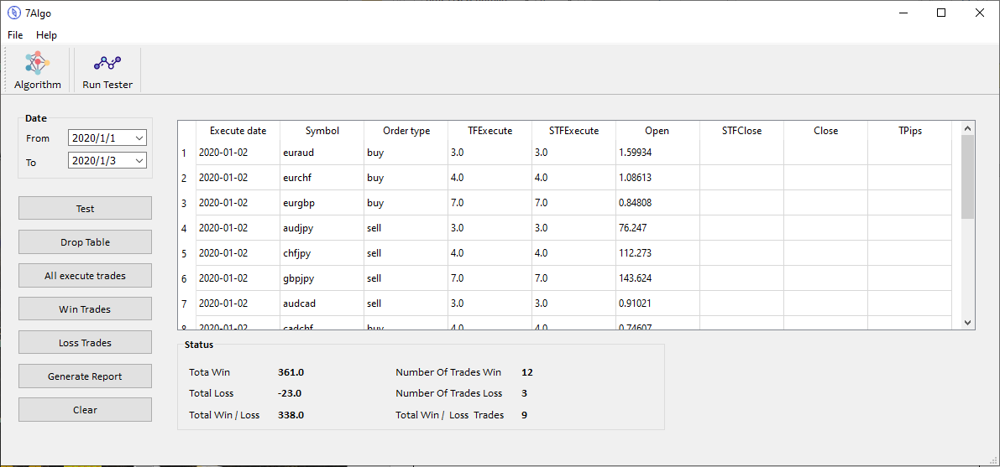 7Algo
File Help
Algorithm Run Tester
Date
From 2020/1/1
To 2020/1/3
Test
Drop Table
All execute trades
Win Trades
Loss Trades
Generate Report
Clear
Execute date Symbol Order type TFExecute STFExecute Open STFClose Close TPips
1 2020-01-02 euraud buy 3.0 3.0 1.59934
2 2020-01-02 eurchf buy 4.0 4.0 1.08613
3 2020-01-02 eurgbp buy 7.0 7.0 0.84808
4 2020-01-02 audjpy sell 3.0 3.0 76.247
5 2020-01-02 chfjpy sell 4.0 4.0 112.273
6 2020-01-02 gbpjpy sell 7.0 7.0 143.624
7 2020-01-02 audcad sell 3.0 3.0 0.91021
8 2020-01-02 cadchf buy 4.0 4.0 0.74607
Status
Tota Win 361.0 Number Of Trades Win 12
Total Loss -23.0 Number Of Trades Loss 3
Total Win / Loss 338.0 Total Win / Loss Trades 9